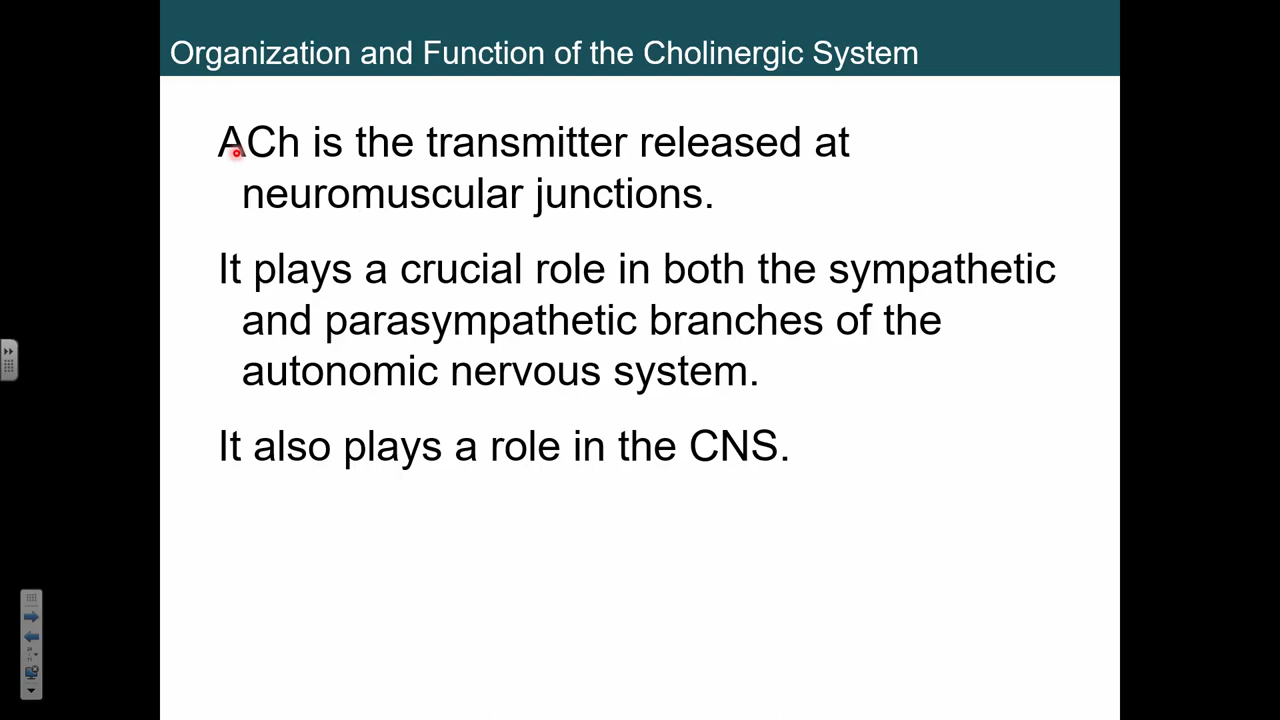 Organization and Function of the Cholinergic System
ACh is the transmitter released at
neuromuscular junctions.
It plays a crucial role in both the sympathetic
and parasympathetic branches of the
autonomic nervous system.
It also plays a role in the CNS.